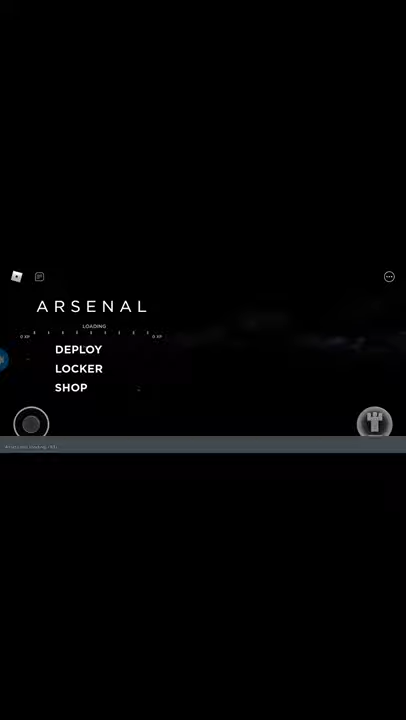 ARSENAL
LOADING
0 XP
0 XP
DEPLOY
LOCKER
SHOP